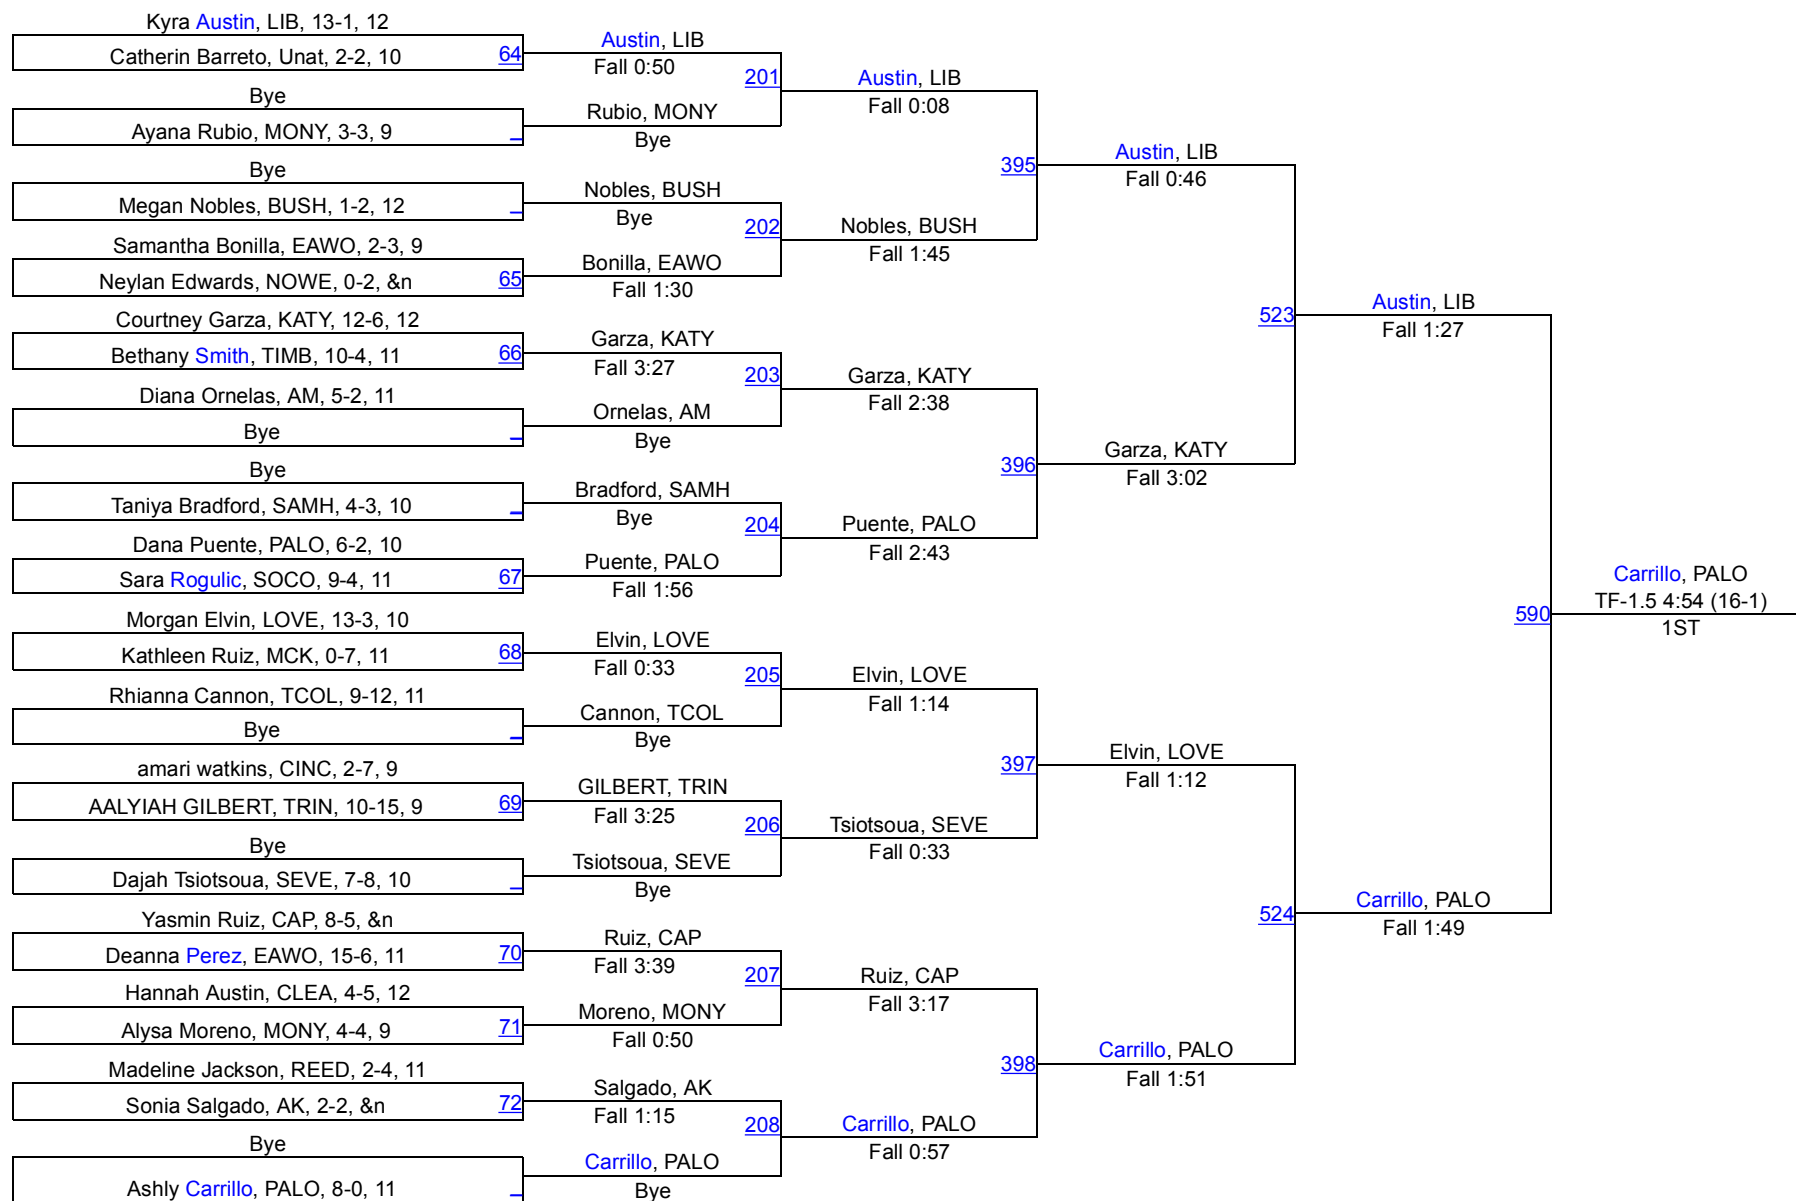 Kyra Austin, LIB, 13-1, 12
Catherin Barreto, Unat, 2-2, 10
64
Bye
Ayana Rubio, MONY, 3-3, 9
Bye
Megan Nobles, BUSH, 1-2, 12
Samantha Bonilla, EAWO, 2-3, 9
Neylan Edwards, NOWE, 0-2, &n
65
Courtney Garza, KATY, 12-6, 12
Bethany Smith, TIMB, 10-4, 11
66
Diana Ornelas, AM, 5-2, 11
Bye
Bye
Taniya Bradford, SAMH, 4-3, 10
Dana Puente, PALO, 6-2, 10
Sara Rogulic, SOCO, 9-4, 11
67
Morgan Elvin, LOVE, 13-3, 10
Kathleen Ruiz, MCK, 0-7, 11
68
Rhianna Cannon, TCOL, 9-12, 11
Bye
amari watkins, CINC, 2-7, 9
AALYIAH GILBERT, TRIN, 10-15, 9
69
Bye
Dajah Tsiotsoua, SEVE, 7-8, 10
Yasmin Ruiz, CAP, 8-5, &n
Deanna Perez, EAWO, 15-6, 11
70
Hannah Austin, CLEA, 4-5, 12
Alysa Moreno, MONY, 4-4, 9
71
Madeline Jackson, REED, 2-4, 11
Sonia Salgado, AK, 2-2, &n
72
Bye
Ashly Carrillo, PALO, 8-0, 11
Austin, LIB
Fall 0:50
201
Rubio, MONY
Bye
Nobles, BUSH
Bye
202
Bonilla, EAWO
Fall 1:30
Garza, KATY
Fall 3:27
203
Ornelas, AM
Bye
Bradford, SAMH
Bye
204
Puente, PALO
Fall 1:56
Elvin, LOVE
Fall 0:33
205
Cannon, TCOL
Bye
GILBERT, TRIN
Fall 3:25
206
Tsiotsoua, SEVE
Bye
Ruiz, CAP
Fall 3:39
207
Moreno, MONY
Fall 0:50
Salgado, AK
Fall 1:15
208
Carrillo, PALO
Bye
Austin, LIB
Fall 0:08
395
Nobles, BUSH
Fall 1:45
Garza, KATY
Fall 2:38
396
Puente, PALO
Fall 2:43
Elvin, LOVE
Fall 1:14
397
Tsiotsoua, SEVE
Fall 0:33
Ruiz, CAP
Fall 3:17
398
Carrillo, PALO
Fall 0:57
Austin, LIB
Fall 0:46
523
Garza, KATY
Fall 3:02
Elvin, LOVE
Fall 1:12
524
Carrillo, PALO
Fall 1:51
Austin, LIB
Fall 1:27
590
Carrillo, PALO
Fall 1:49
Carrillo, PALO
TF-1.5 4:54 (16-1)
1ST